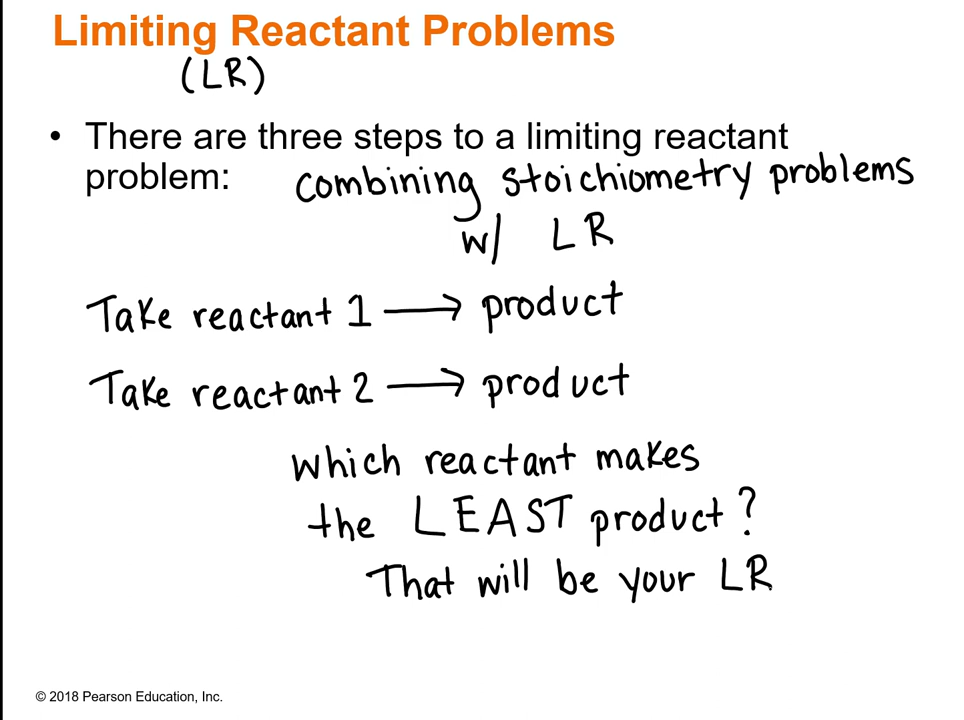 Limiting Reactant Problems
(LR)
• There are three steps to a limiting reactant
problem: combining stoichiometry problems
w/ LR
Take reactant 1 → product
Take reactant 2 → product
which reactant makes
the LEAST product?
That will be your LR
© 2018 Pearson Education, Inc.